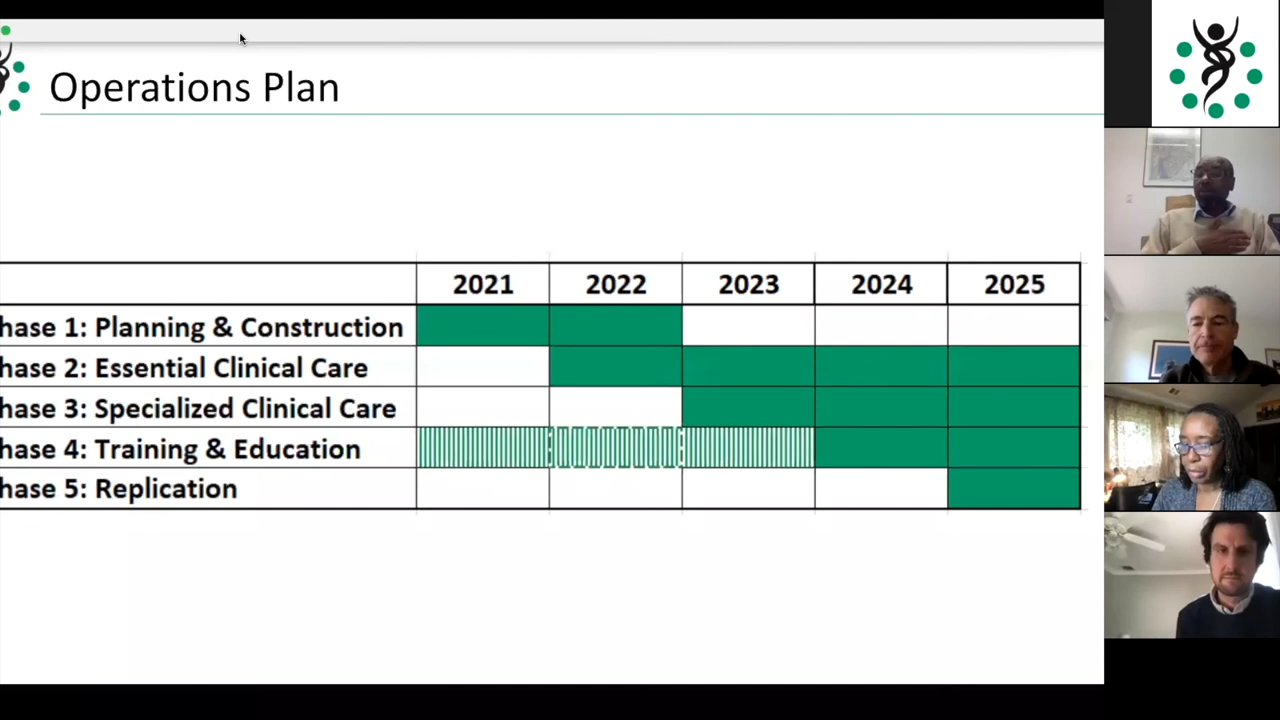 Operations Plan
2021 2022 2023 2024 2025
hase 1: Planning & Construction
hase 2: Essential Clinical Care
hase 3: Specialized Clinical Care
hase 4: Training & Education
hase 5: Replication